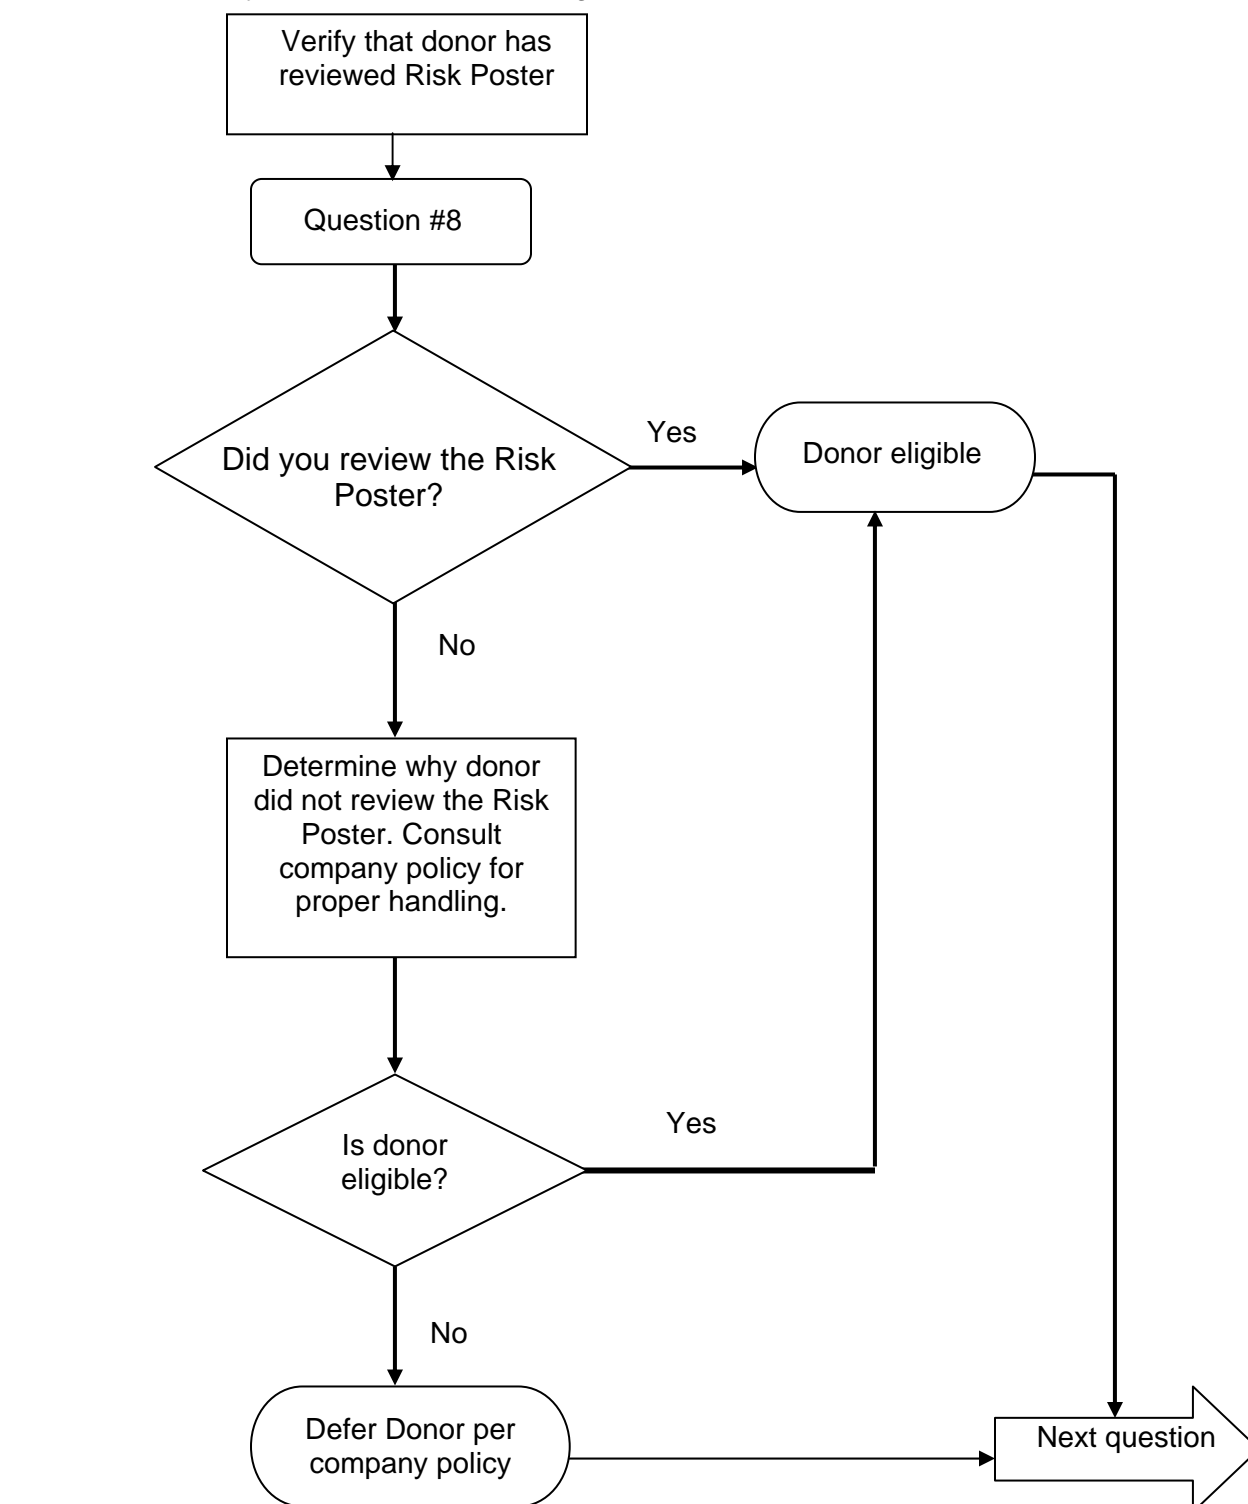 Verify that donor has
reviewed Risk Poster
Question #8
Did you review the Risk
Poster?
Yes
Donor eligible
No
Determine why donor
did not review the Risk
Poster. Consult
company policy for
proper handling.
Is donor
eligible?
Yes
No
Defer Donor per
company policy
Next question